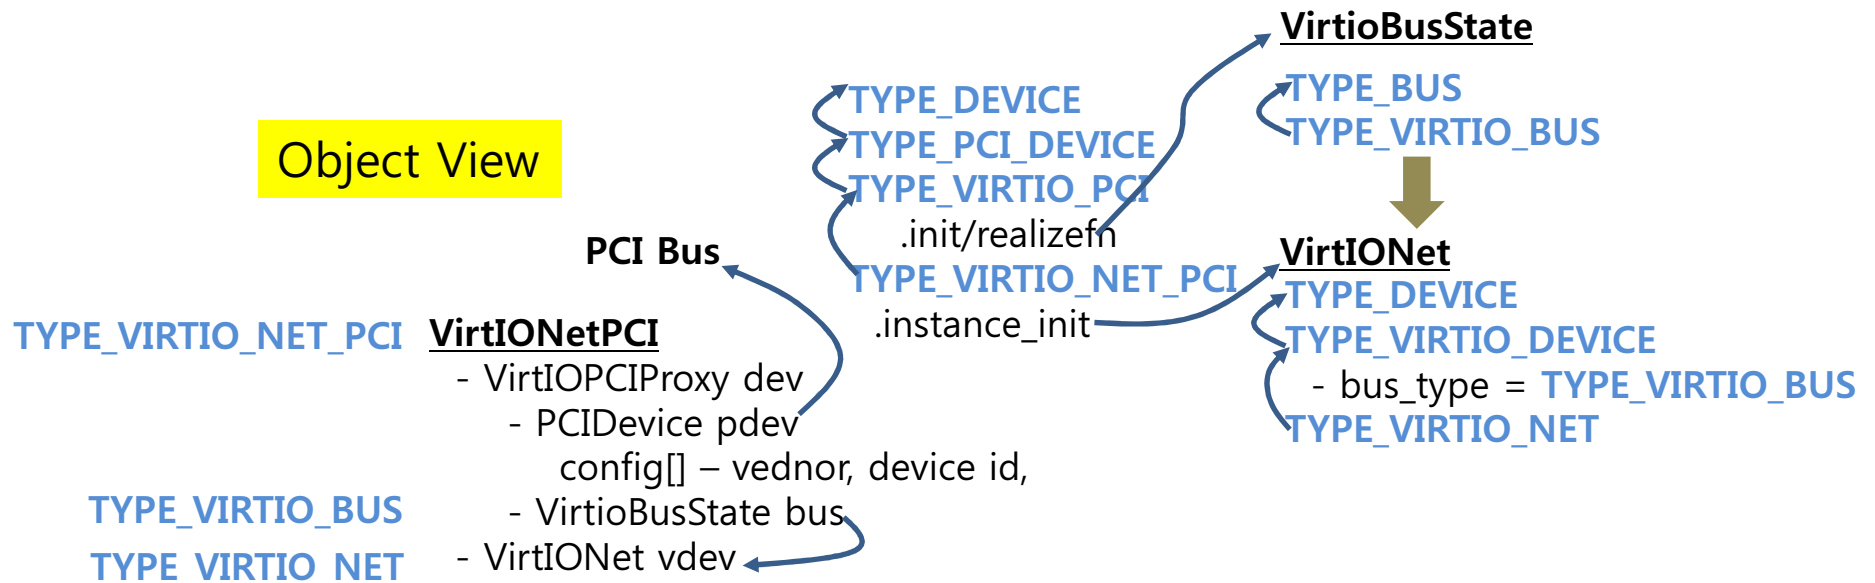 Object View
PCI Bus
TYPE_VIRTIO_NET_PCI VirtIONetPCI
- VirtIOPCIProxy dev
- PCIDevice pdev
config[] – vednor, device id,
TYPE_VIRTIO_BUS - VirtioBusState bus
TYPE_VIRTIO_NET - VirtIONet vdev
TYPE_DEVICE
TYPE_PCI_DEVICE
TYPE_VIRTIO_PCI
.init/realizefn
TYPE_VIRTIO_NET_PCI
.instance_init
VirtioBusState
TYPE_BUS
TYPE_VIRTIO_BUS
VirtIONet
TYPE_DEVICE
TYPE_VIRTIO_DEVICE
- bus_type = TYPE_VIRTIO_BUS
TYPE_VIRTIO_NET